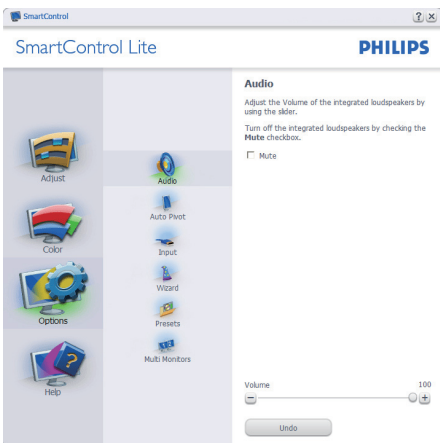 SmartControl
SmartControl Lite
PHILIPS
Adjust
Color
Options
Help
Audio
Auto Pivot
Input
Wizard
Presets
Multi Monitors
Audio
Adjust the Volume of the integrated loudspeakers by
using the slider.
Turn off the integrated loudspeakers by checking the
Mute checkbox.
Mute
Volume 100
Undo